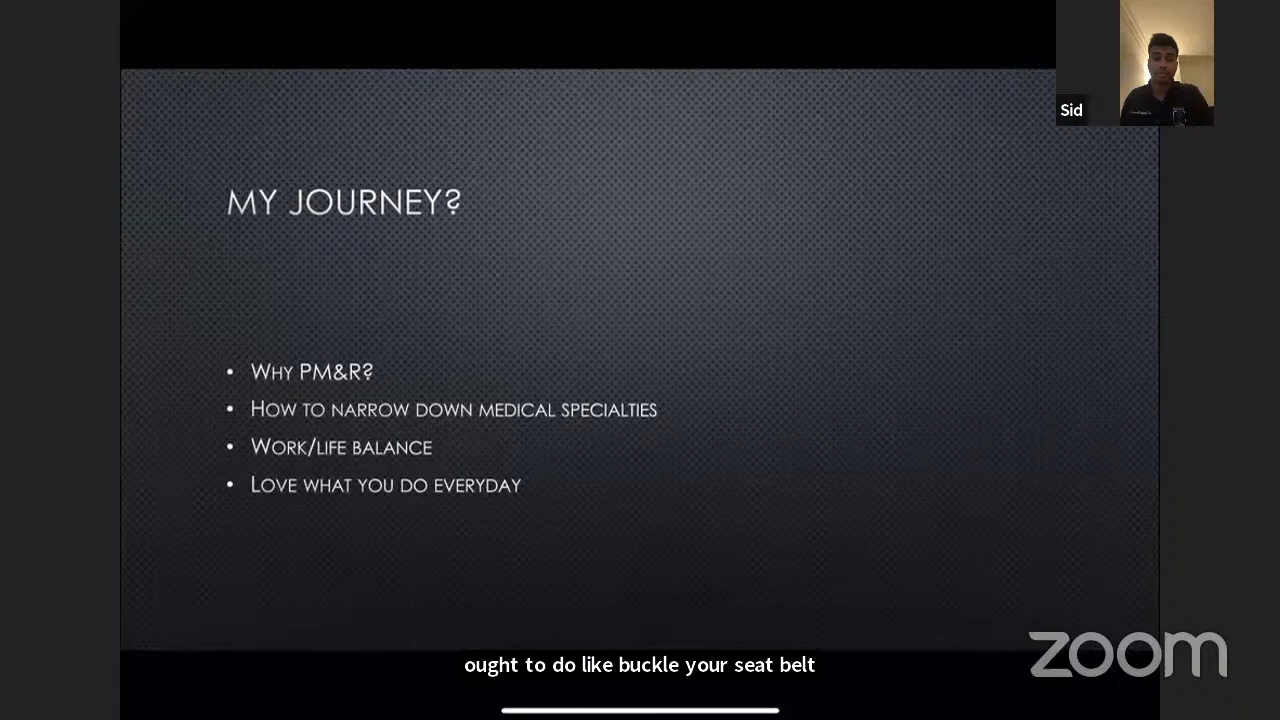 Sid
MY JOURNEY?
• WHY PM&R?
• HOW TO NARROW DOWN MEDICAL SPECIALTIES
• WORK/LIFE BALANCE
• LOVE WHAT YOU DO EVERYDAY
ought to do like buckle your seat belt
zoom